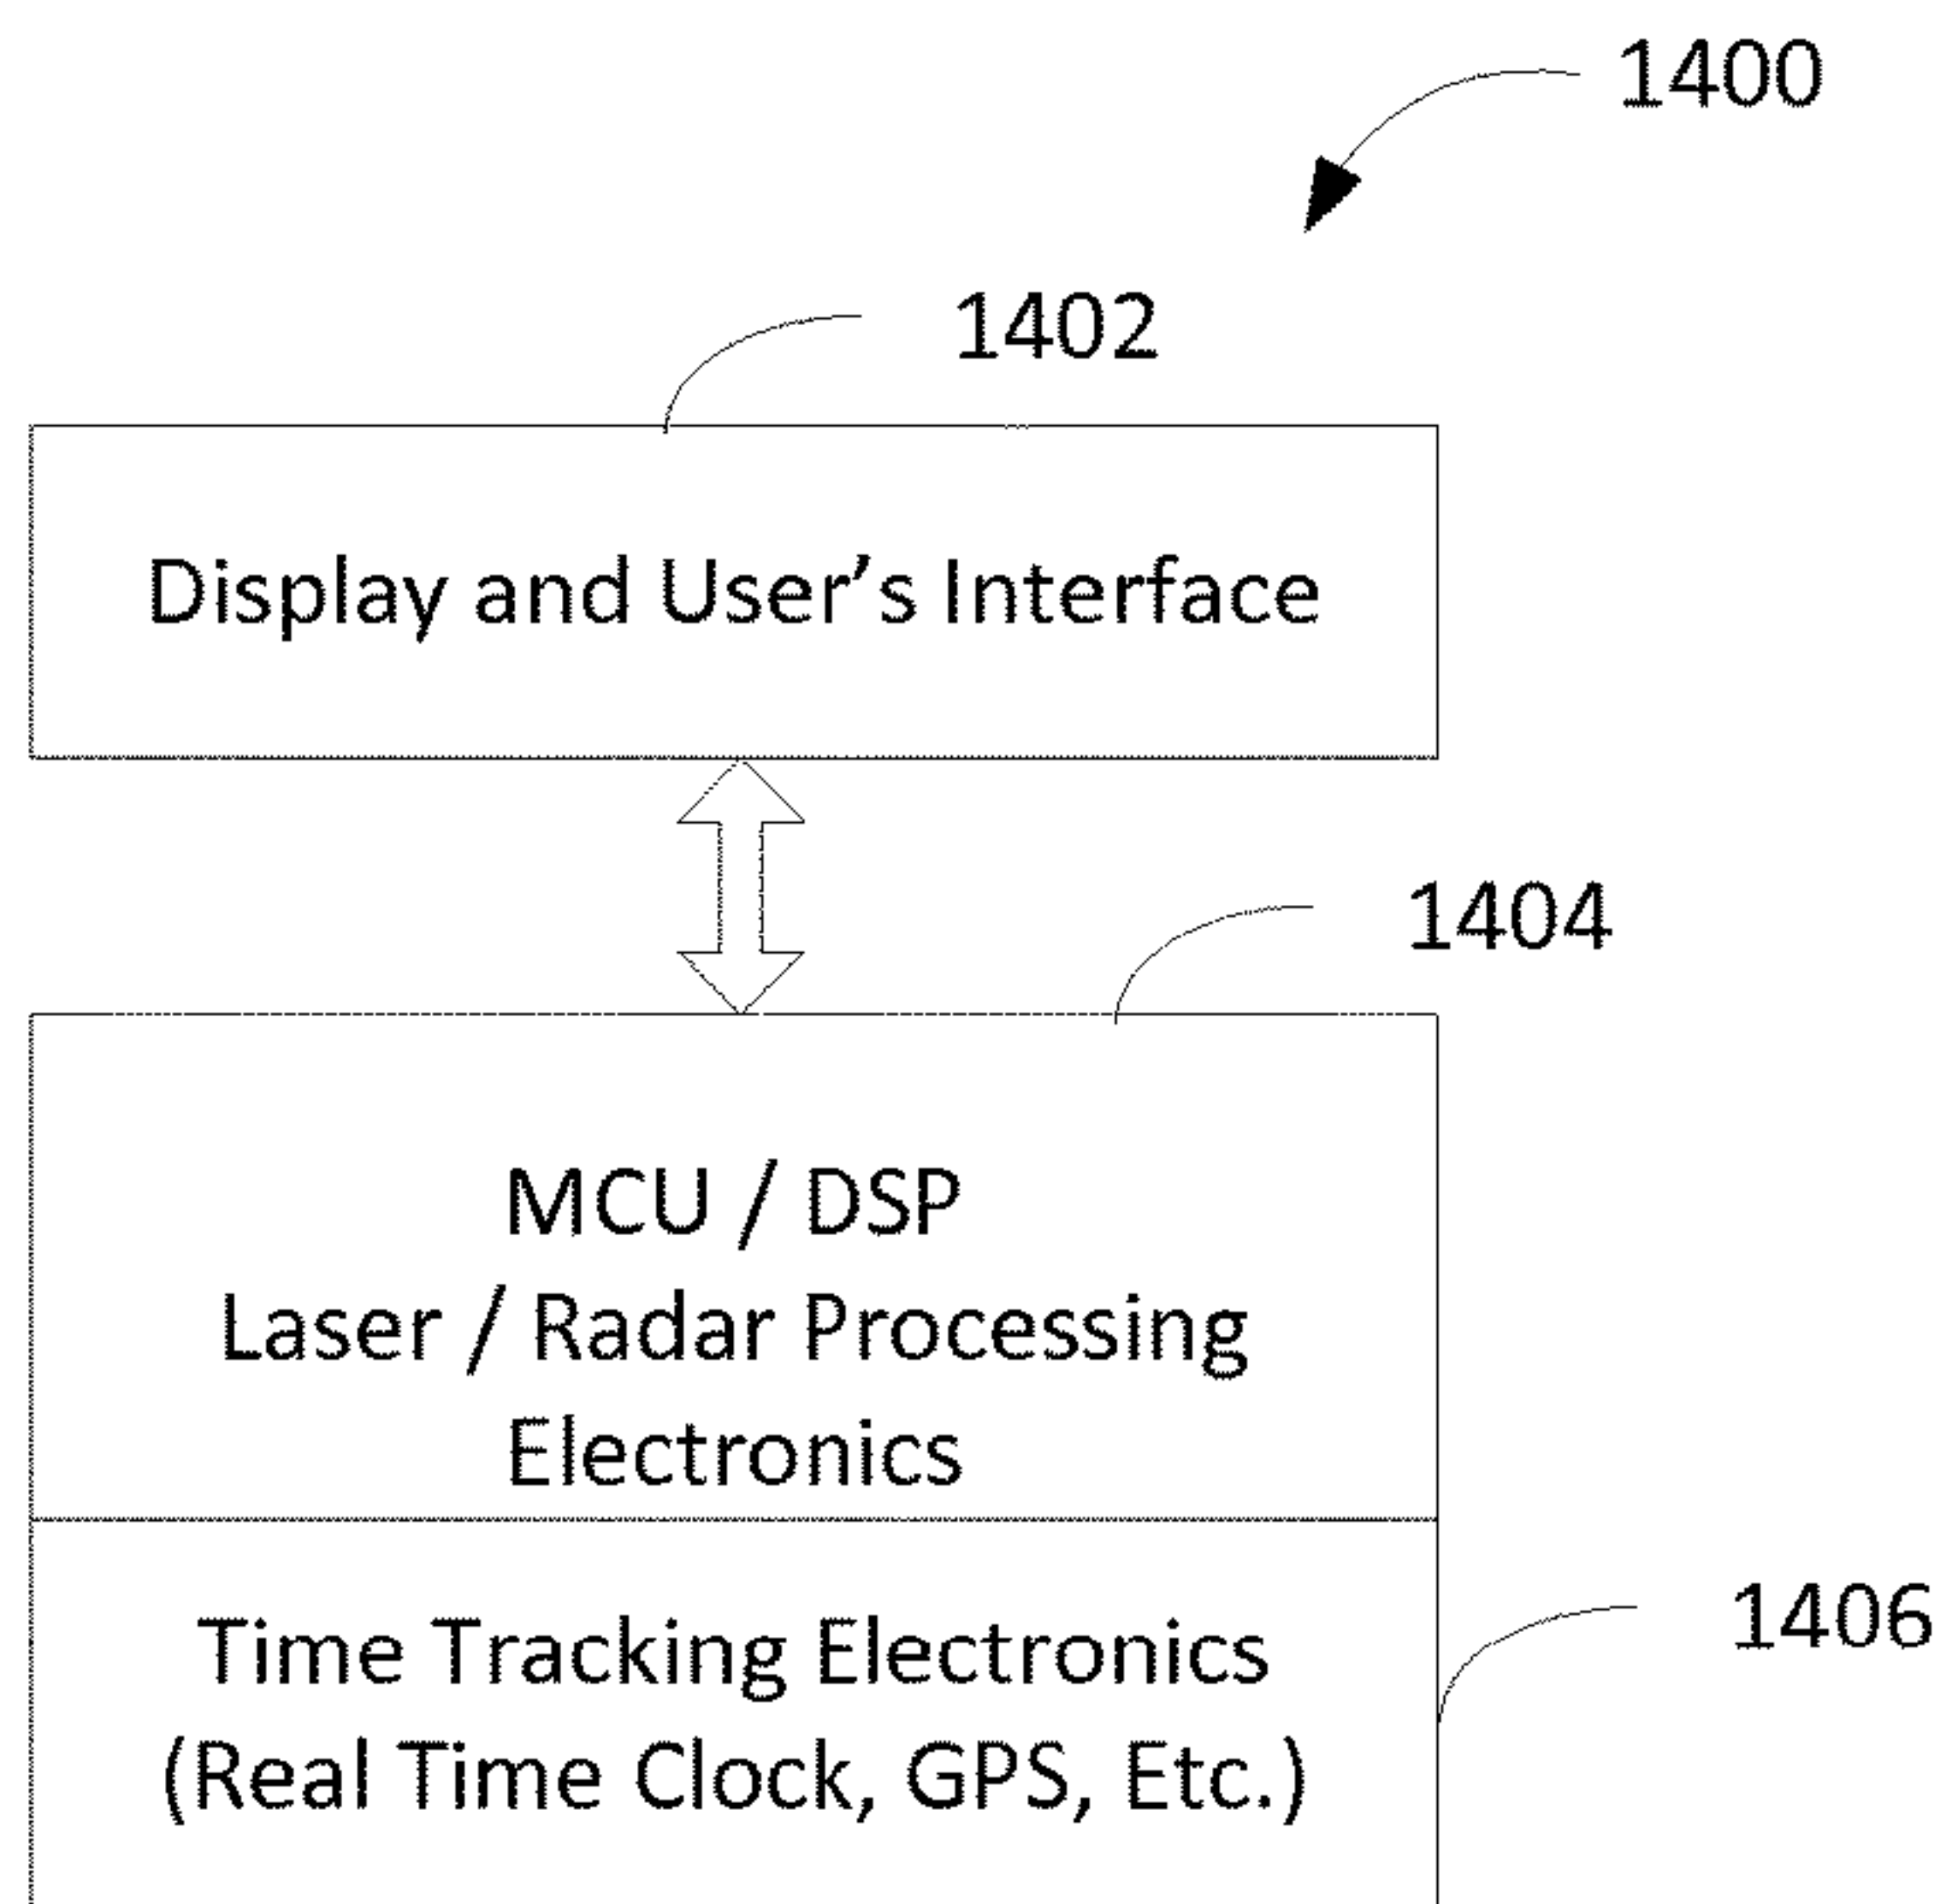 1400
1402
Display and User’s Interface
1404
MCU / DSP
Laser / Radar Processing
Electronics
Time Tracking Electronics
1406
(Real Time Clock, GPS, Etc.)